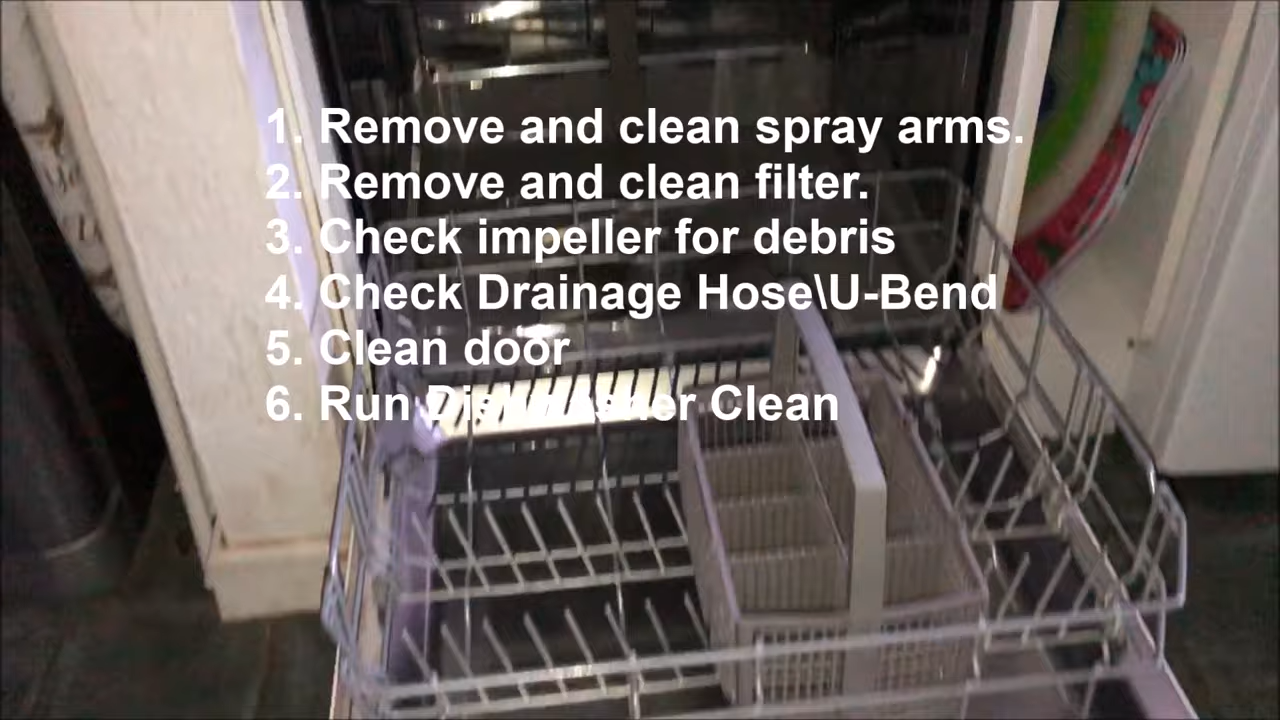 1. Remove and clean spray arms.
2. Remove and clean filter.
3. Check impeller for debris
4. Check Drainage Hose\U-Bend
5. Clean door
6. Run Dishwasher Clean